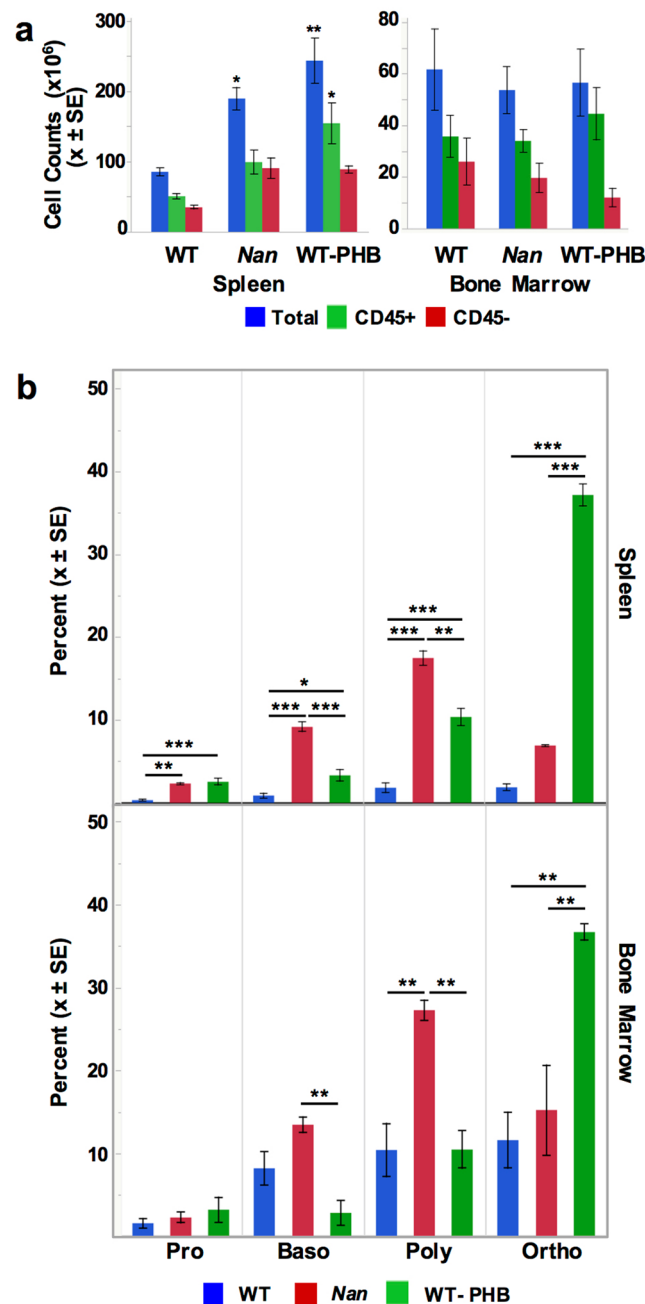 a
Cell Counts (x10⁶)
(x ± SE)
300
200
100
0
*
**
*
WT Nan WT-PHB
Spleen
80
60
40
20
0
WT Nan WT-PHB
Bone Marrow
Total CD45+ CD45-
b
Percent (x ± SE)
50
40
30
20
10
***
**
*
*** ***
***
*** **
***
***
Spleen
Percent (x ± SE)
50
40
30
20
10
**
** **
**
**
Bone Marrow
Pro Baso Poly Ortho
WT Nan WT- PHB